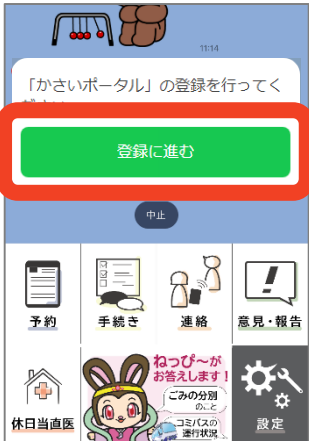 11:14
「かさいポータル」の登録を行ってく
登録に進む
中止
予約
手続き
連絡
意見・報告
休日当直医
ねっぴ〜が
お答えします!
ごみの分別
のこと
コミバスの
運行状況
設定